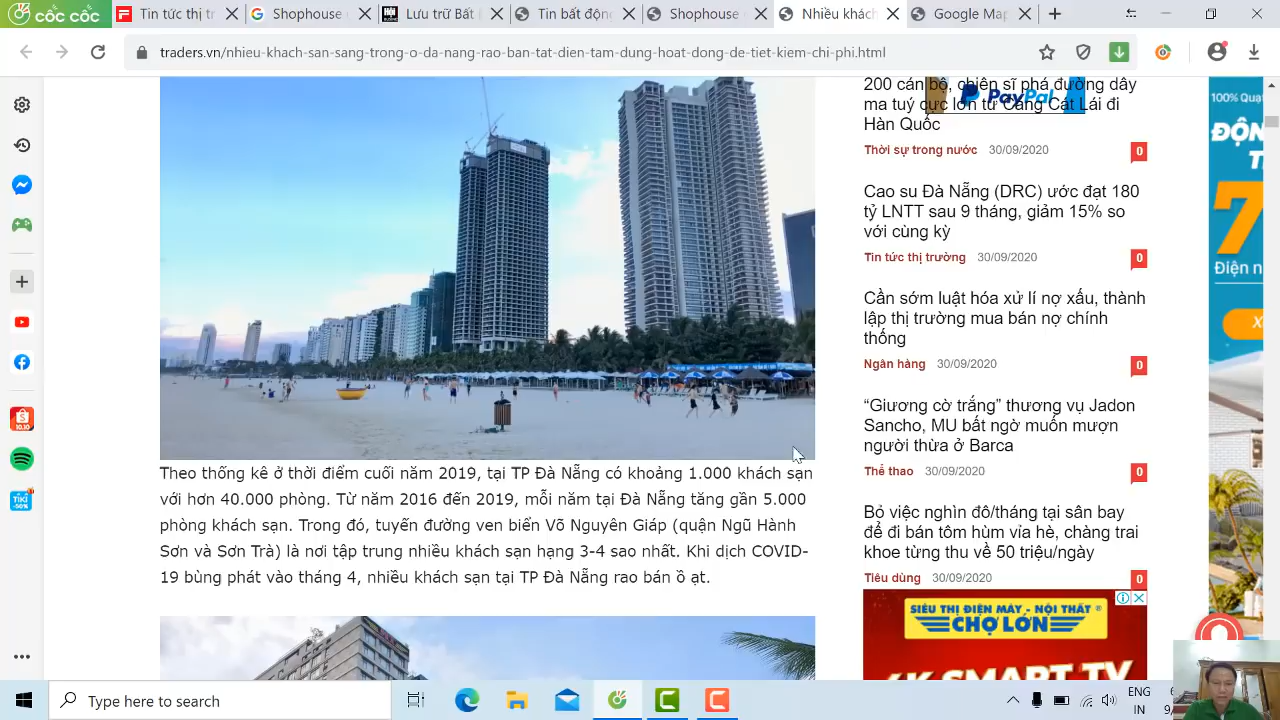 cốc cốc
Tin tức thị tr
Shophouse
Lưu trữ Bất
bất độn
Shophou
Nhiều khách
Google Map
traders.vn/nhieu-khach-san-sang-trong-o-da-nang-rao-ban-tat-dien-tam-dung-hoat-dong-de-tiet-kiem-chi-phi.html
PayPal
200 cán bộ, chiến sĩ phá đường dây
ma tuý cực lớn từ Cảng Cát Lái đi
Hàn Quốc
Thời sự trong nước 30/09/2020 0
Cao su Đà Nẵng (DRC) ước đạt 180
tỷ LNTT sau 9 tháng, giảm 15% so
với cùng kỳ
Tin tức thị trường 30/09/2020 0
Cần sớm luật hóa xử lí nợ xấu, thành
lập thị trường mua bán nợ chính
thống
Ngân hàng 30/09/2020 0
“Giương cờ trắng” thương vụ Jadon
Sancho, MU bất ngờ muốn mượn
người thừa ở Barca
Thể thao 30/09/2020 0
Bỏ việc nghìn đô/tháng tại sân bay
để đi bán tôm hùm vỉa hè, chàng trai
khoe từng thu về 50 triệu/ngày
Tiêu dùng 30/09/2020 0
Theo thống kê ở thời điểm cuối năm 2019, tại TP Đà Nẵng có khoảng 1.000 khách sạn
với hơn 40.000 phòng. Từ năm 2016 đến 2019, mỗi năm tại Đà Nẵng tăng gần 5.000
phòng khách sạn. Trong đó, tuyến đường ven biển Võ Nguyên Giáp (quận Ngũ Hành
Sơn và Sơn Trà) là nơi tập trung nhiều khách sạn hạng 3-4 sao nhất. Khi dịch COVID-
19 bùng phát vào tháng 4, nhiều khách sạn tại TP Đà Nẵng rao bán ồ ạt.
SIÊU THỊ ĐIỆN MÁY - NỘI THẤT ®
CHỢ LỚN
4K SMART TV
100% Quạt
ĐỘN
7
Điện n
10.10
TIKI
-50%
Type here to search
ENG
IN